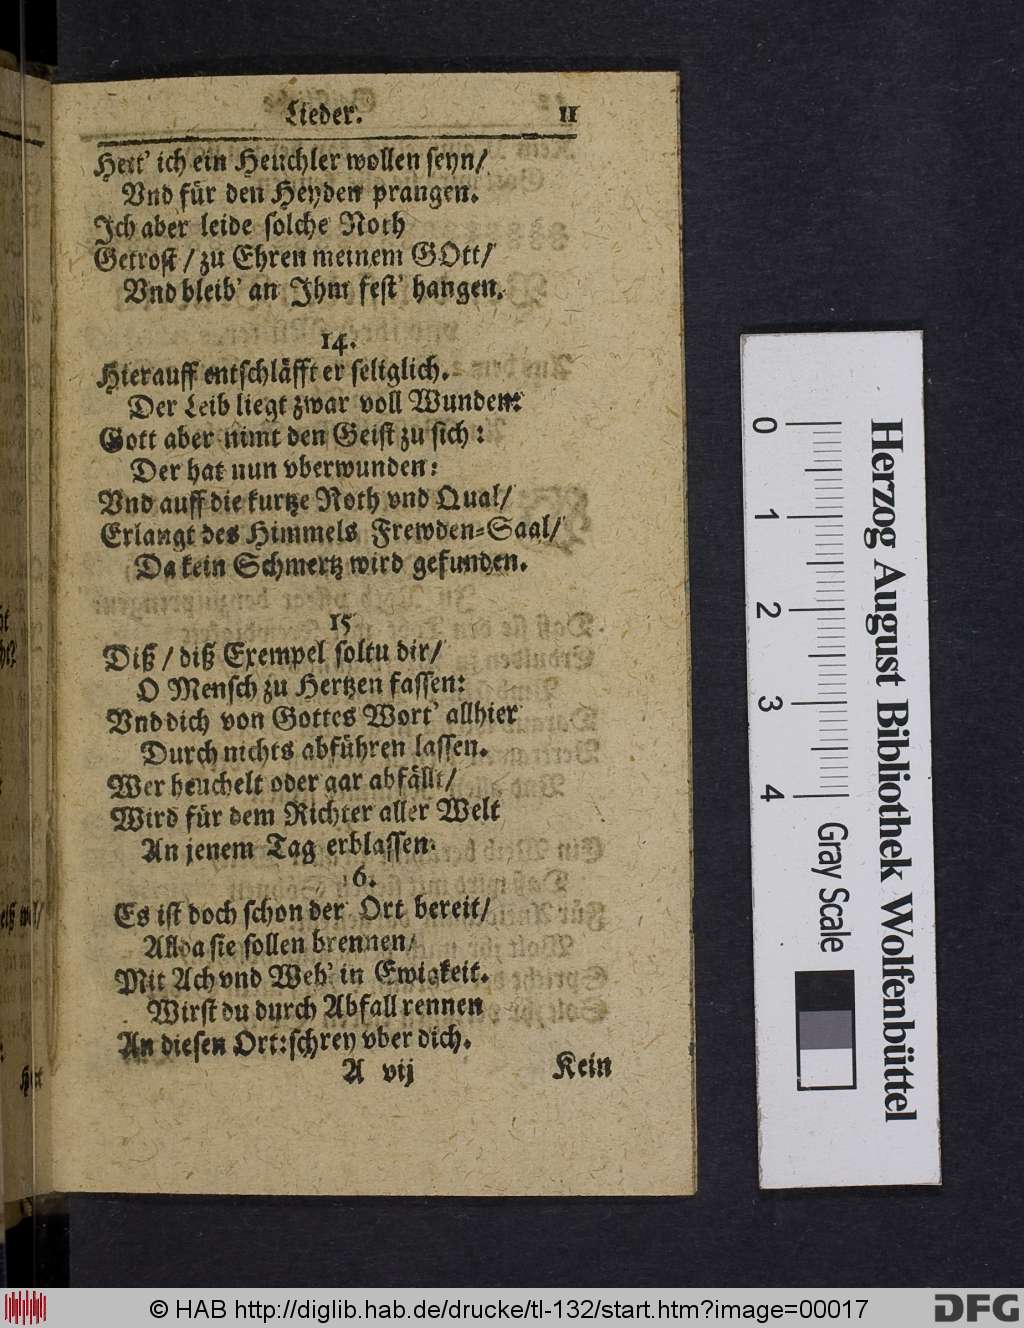 Lieder. 11
Hett' ich ein Heuchler wollen seyn/
Vnd für den Heyden prangen.
Ich aber leide solche Noth
Getrost / zu Ehren meinem GOtt/
Vnd bleib' an Ihm fest' hangen.
14.
Hierauff entschläfft er seliglich.
Der Leib liegt zwar voll Wunden:
Gott aber nimt den Geist zu sich:
Der hat nun vberwunden:
Vnd auff die kurtze Noth vnd Qual/
Erlangt des Himmels Frewden-Saal/
Da kein Schmertz wird gefunden.
15
Diß / diß Exempel soltu dir/
O Mensch zu Hertzen fassen:
Vnd dich von Gottes Wort' allhier
Durch nichts abführen lassen.
Wer heuchelt oder gar abfällt/
Wird für dem Richter aller Welt
An jenem Tag erblassen.
16.
Es ist doch schon der Ort bereit/
Allda sie sollen brennen/
Mit Ach vnd Weh' in Ewigkeit.
Wirst du durch Abfall rennen
An diesen Ort: schrey vber dich.
A vij Kein
0 1 2 3 4
Gray Scale
Herzog August Bibliothek Wolfenbüttel
© HAB http://diglib.hab.de/drucke/tl-132/start.htm?image=00017
DFG